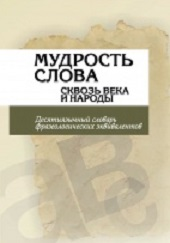 МУДРОСТЬ
СЛОВА
СКВОЗЬ ВЕКА
И НАРОДЫ
Десятиязычный словарь
фразеологических эквивалентов